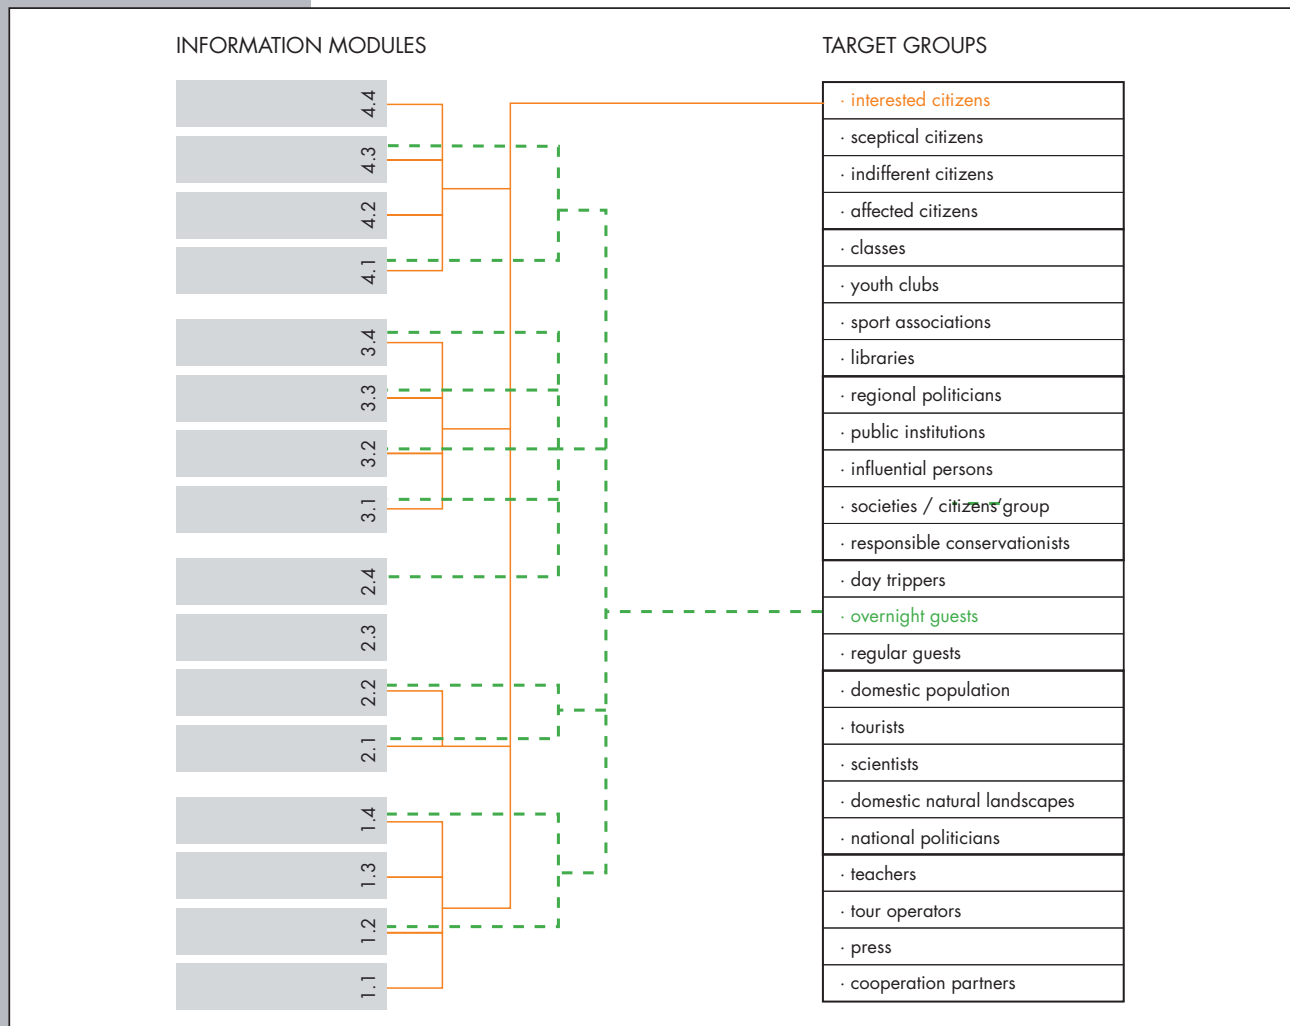 INFORMATION MODULES
4.4
4.3
4.2
4.1
3.4
3.3
3.2
3.1
2.4
2.3
2.2
2.1
1.4
1.3
1.2
1.1
TARGET GROUPS
· interested citizens
· sceptical citizens
· indifferent citizens
· affected citizens
· classes
· youth clubs
· sport associations
· libraries
· regional politicians
· public institutions
· influential persons
· societies / citizens’group
· responsible conservationists
· day trippers
· overnight guests
· regular guests
· domestic population
· tourists
· scientists
· domestic natural landscapes
· national politicians
· teachers
· tour operators
· press
· cooperation partners